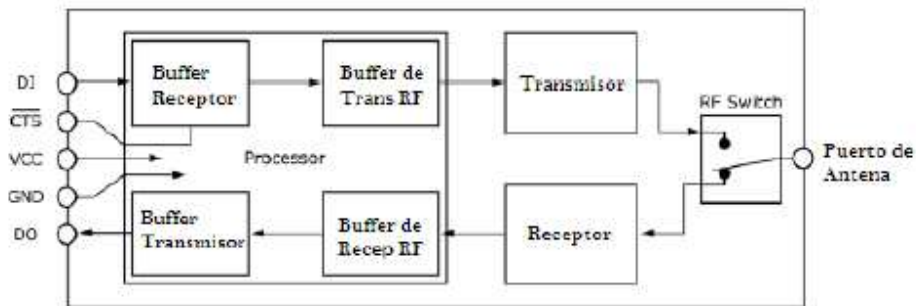 DI
CTS
VCC
GND
DO
Buffer
Receptor
Buffer de
Trans RF
Transmisor
RF Switch
Processor
Puerto de
Antena
Buffer
Transmisor
Buffer de
Recep RF
Receptor